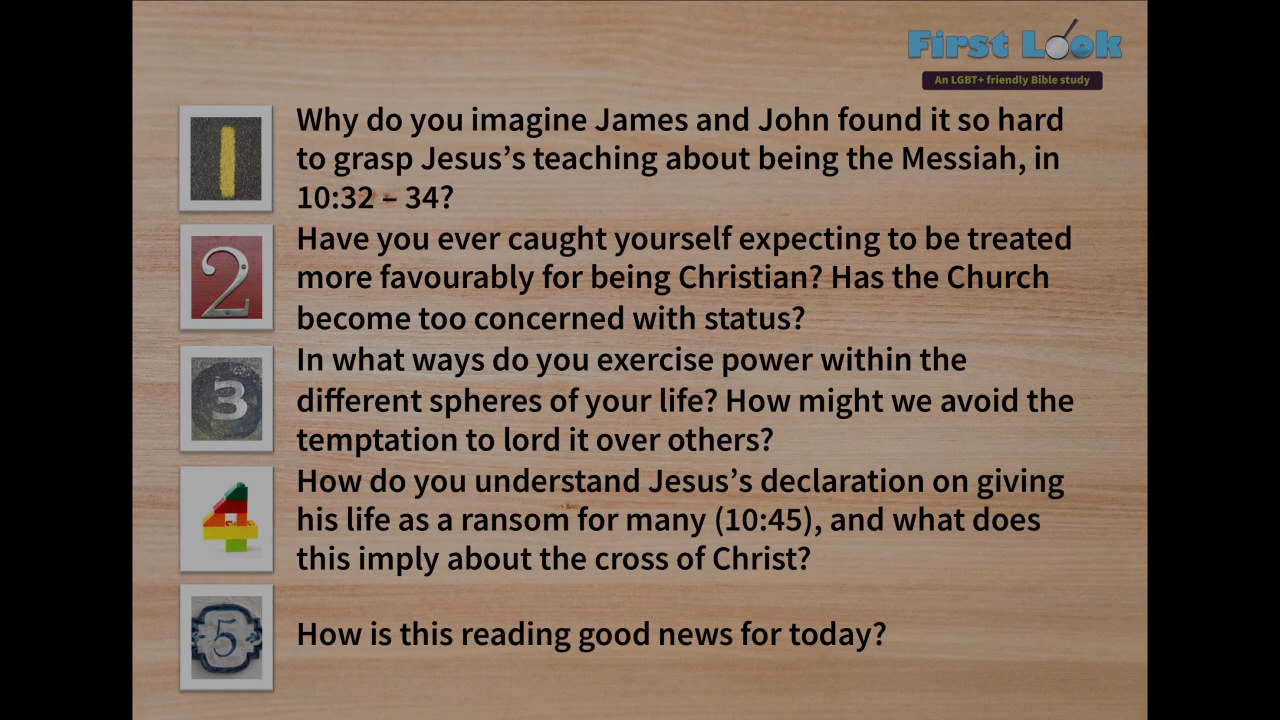 First Look
An LGBT+ friendly Bible study
1
Why do you imagine James and John found it so hard
to grasp Jesus’s teaching about being the Messiah, in
10:32 – 34?
2
Have you ever caught yourself expecting to be treated
more favourably for being Christian? Has the Church
become too concerned with status?
3
In what ways do you exercise power within the
different spheres of your life? How might we avoid the
temptation to lord it over others?
4
How do you understand Jesus’s declaration on giving
his life as a ransom for many (10:45), and what does
this imply about the cross of Christ?
5
How is this reading good news for today?